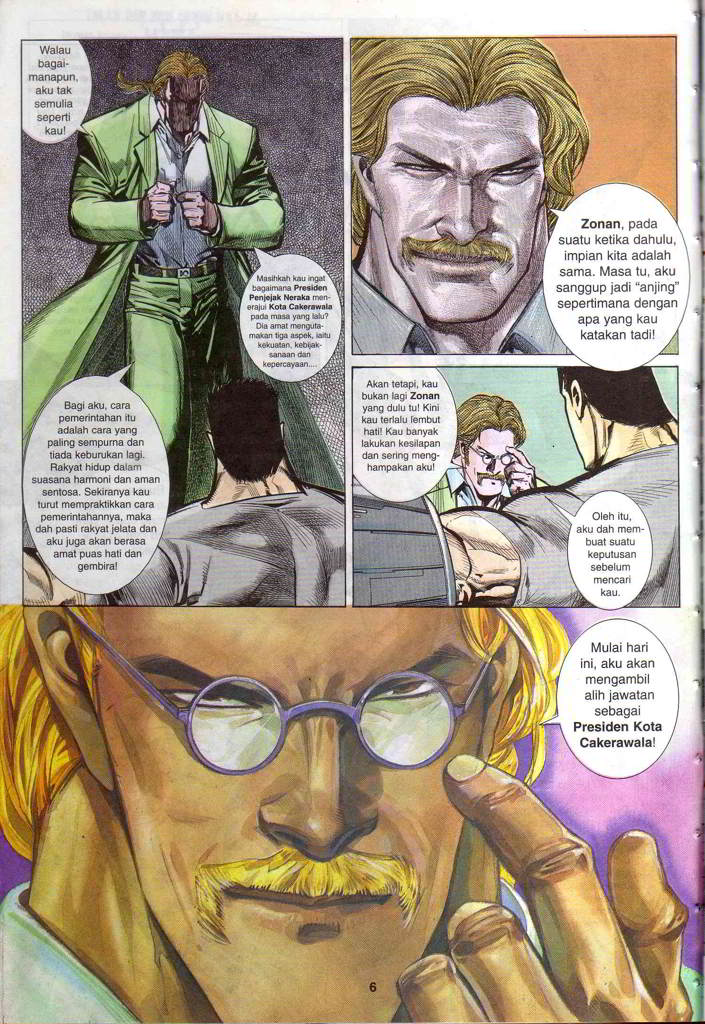 Walau
bagai-
manapun,
aku tak
semulia
seperti
kau!
Masihkah kau ingat
bagaimana Presiden
Penjejak Neraka men-
erajui Kota Cakerawala
pada masa yang lalu?
Dia amat menguta-
makan tiga aspek, iaitu
kekuatan, kebijak-
sanaan dan
kepercayaan....
Bagi aku, cara
pemerintahan itu
adalah cara yang
paling sempurna dan
tiada keburukan lagi.
Rakyat hidup dalam
suasana harmoni dan aman
sentosa. Sekiranya kau
turut mempraktikkan cara
pemerintahannya, maka
dah pasti rakyat jelata dan
aku juga akan berasa
amat puas hati dan
gembira!
Zonan, pada
suatu ketika dahulu,
impian kita adalah
sama. Masa tu, aku
sanggup jadi “anjing”
sepertimana dengan
apa yang kau
katakan tadi!
Akan tetapi, kau
bukan lagi Zonan
yang dulu tu! Kini
kau terlalu lembut
hati! Kau banyak
lakukan kesilapan
dan sering meng-
hampakan aku!
Oleh itu,
aku dah mem-
buat suatu
keputusan
sebelum
mencari
kau.
Mulai hari
ini, aku akan
mengambil
alih jawatan
sebagai
Presiden Kota
Cakerawala!
6